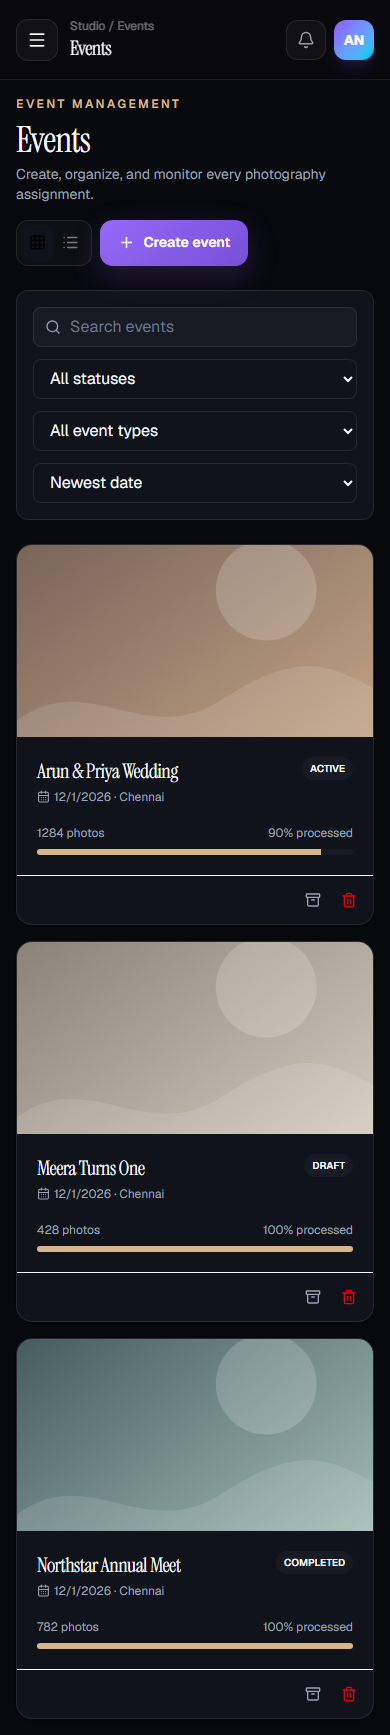 Studio / Events
Events
AN
EVENT MANAGEMENT
Events
Create, organize, and monitor every photography
assignment.
Create event
Search events
All statuses
All event types
Newest date
Arun & Priya Wedding
ACTIVE
12/1/2026 · Chennai
1284 photos
90% processed
Meera Turns One
DRAFT
12/1/2026 · Chennai
428 photos
100% processed
Northstar Annual Meet
COMPLETED
12/1/2026 · Chennai
782 photos
100% processed